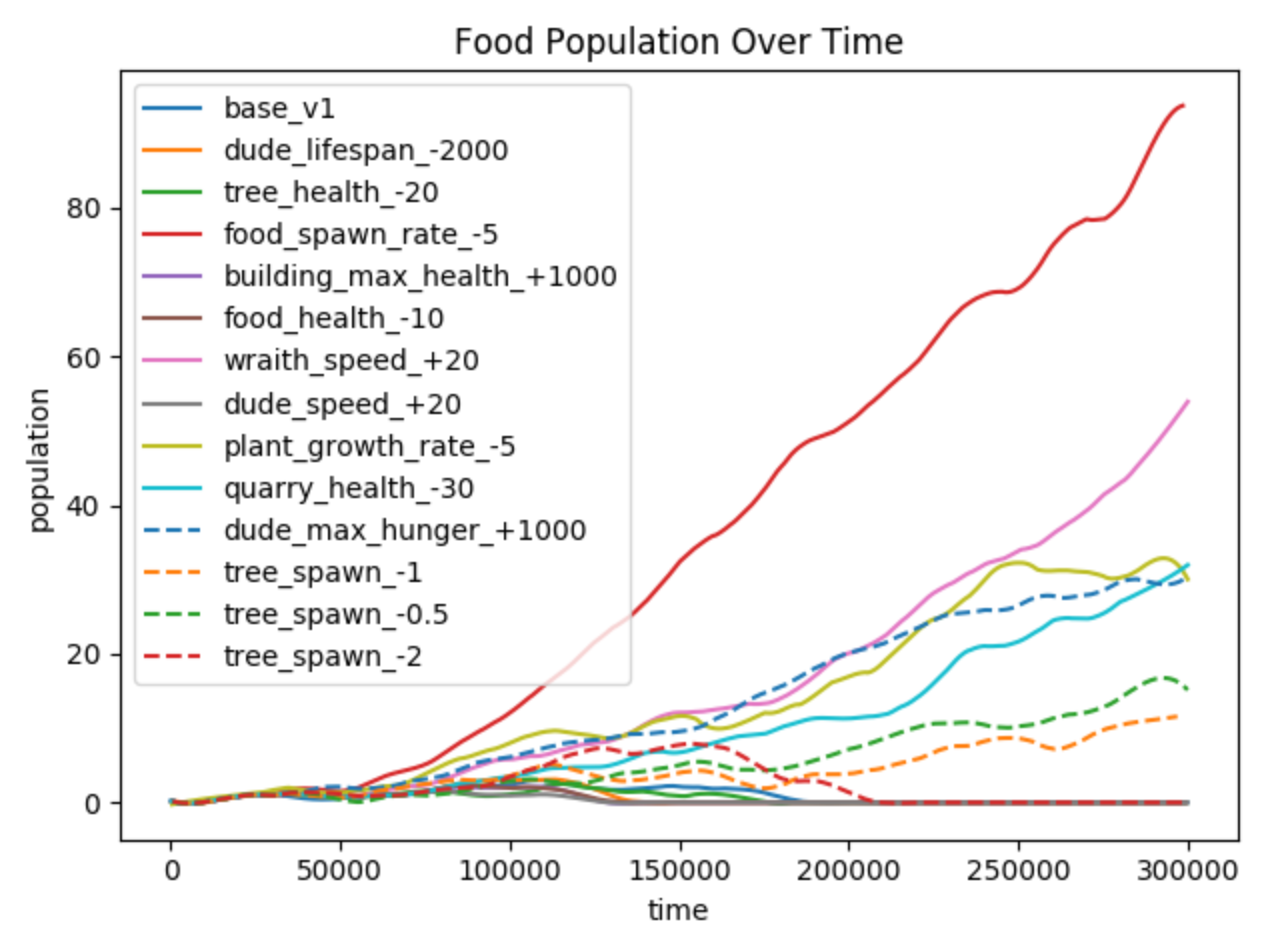 Food Population Over Time
base_v1
dude_lifespan_-2000
tree_health_-20
food_spawn_rate_-5
building_max_health_+1000
food_health_-10
wraith_speed_+20
dude_speed_+20
plant_growth_rate_-5
quarry_health_-30
dude_max_hunger_+1000
tree_spawn_-1
tree_spawn_-0.5
tree_spawn_-2
population
80
60
40
20
0
0 50000 100000 150000 200000 250000 300000
time